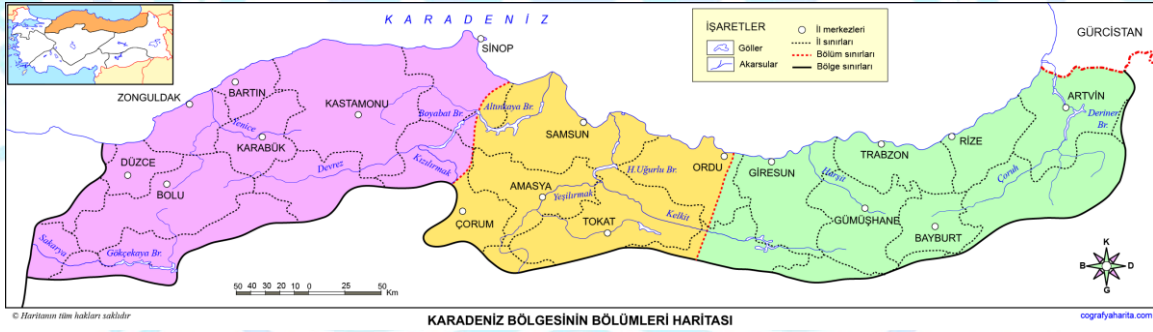 KARADENİZ
İŞARETLER
Göller
Akarsular
İl merkezleri
İl sınırları
Bölüm sınırları
Bölge sınırları
GÜRCİSTAN
SİNOP
ZONGULDAK
BARTIN
KASTAMONU
Boyabat Br.
Altınkaya Br.
SAMSUN
ARTVİN
Deriner Br.
Yenice
KARABÜK
DÜZCE
BOLU
Devrez
Kızılırmak
AMASYA
Yeşilırmak
H.Uğurlu Br.
ORDU
GİRESUN
TRABZON
RİZE
Harşit
Çoruh
GÜMÜŞHANE
BAYBURT
ÇORUM
TOKAT
Kelkit
Sakarya
Gökçekaya Br.
50 40 30 20 10 0 25 50
Km
K
B D
G
© Haritanın tüm hakları saklıdır
KARADENİZ BÖLGESİNİN BÖLÜMLERİ HARİTASI
cografyaharita.com